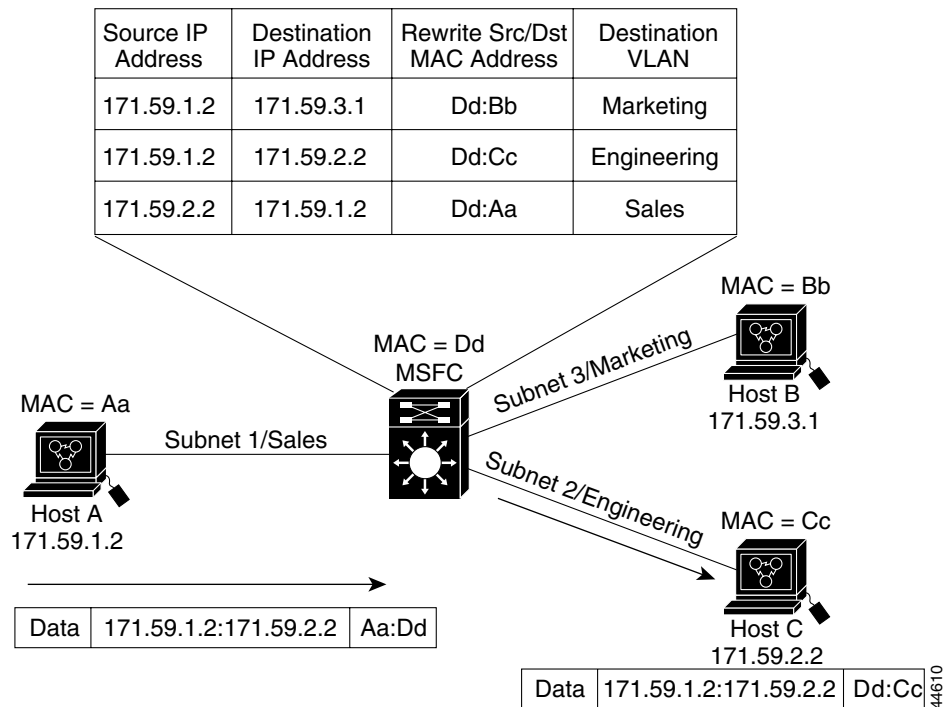 Source IP Address
Destination IP Address
Rewrite Src/Dst MAC Address
Destination VLAN
171.59.1.2
171.59.3.1
Dd:Bb
Marketing
171.59.1.2
171.59.2.2
Dd:Cc
Engineering
171.59.2.2
171.59.1.2
Dd:Aa
Sales
MAC = Bb
MAC = Dd
MSFC
Subnet 3/Marketing
Host B
171.59.3.1
MAC = Aa
Subnet 1/Sales
Subnet 2/Engineering
Host A
171.59.1.2
MAC = Cc
Host C
171.59.2.2
Data
171.59.1.2:171.59.2.2
Aa:Dd
Data
171.59.1.2:171.59.2.2
Dd:Cc
44610